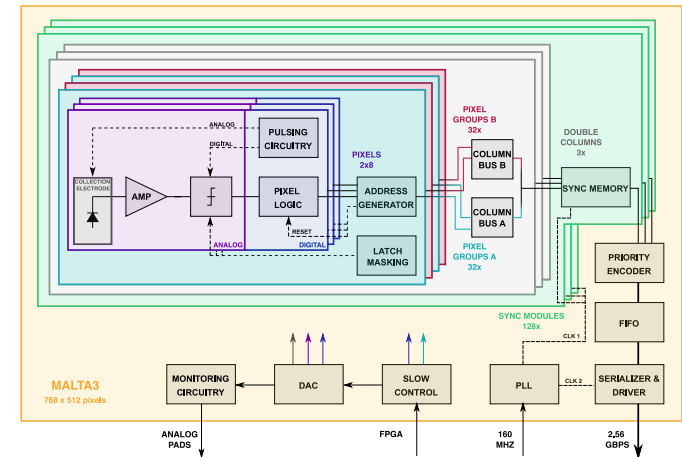 ANALOG
PULSING
CIRCUITRY
DIGITAL
PIXELS
2x8
PIXEL
GROUPS B
32x
DOUBLE
COLUMNS
3x
COLLECTION
ELECTRODE
AMP
PIXEL
LOGIC
ADDRESS
GENERATOR
COLUMN
BUS B
COLUMN
BUS A
SYNC MEMORY
RESET
ANALOG
DIGITAL
LATCH
MASKING
PIXEL
GROUPS A
32x
PRIORITY
ENCODER
SYNC MODULES
128x
CLK 1
FIFO
MALTA3
768 x 512 pixels
MONITORING
CIRCUITRY
DAC
SLOW
CONTROL
PLL
CLK 2
SERIALIZER &
DRIVER
ANALOG
PADS
FPGA
160
MHZ
2,56
GBPS